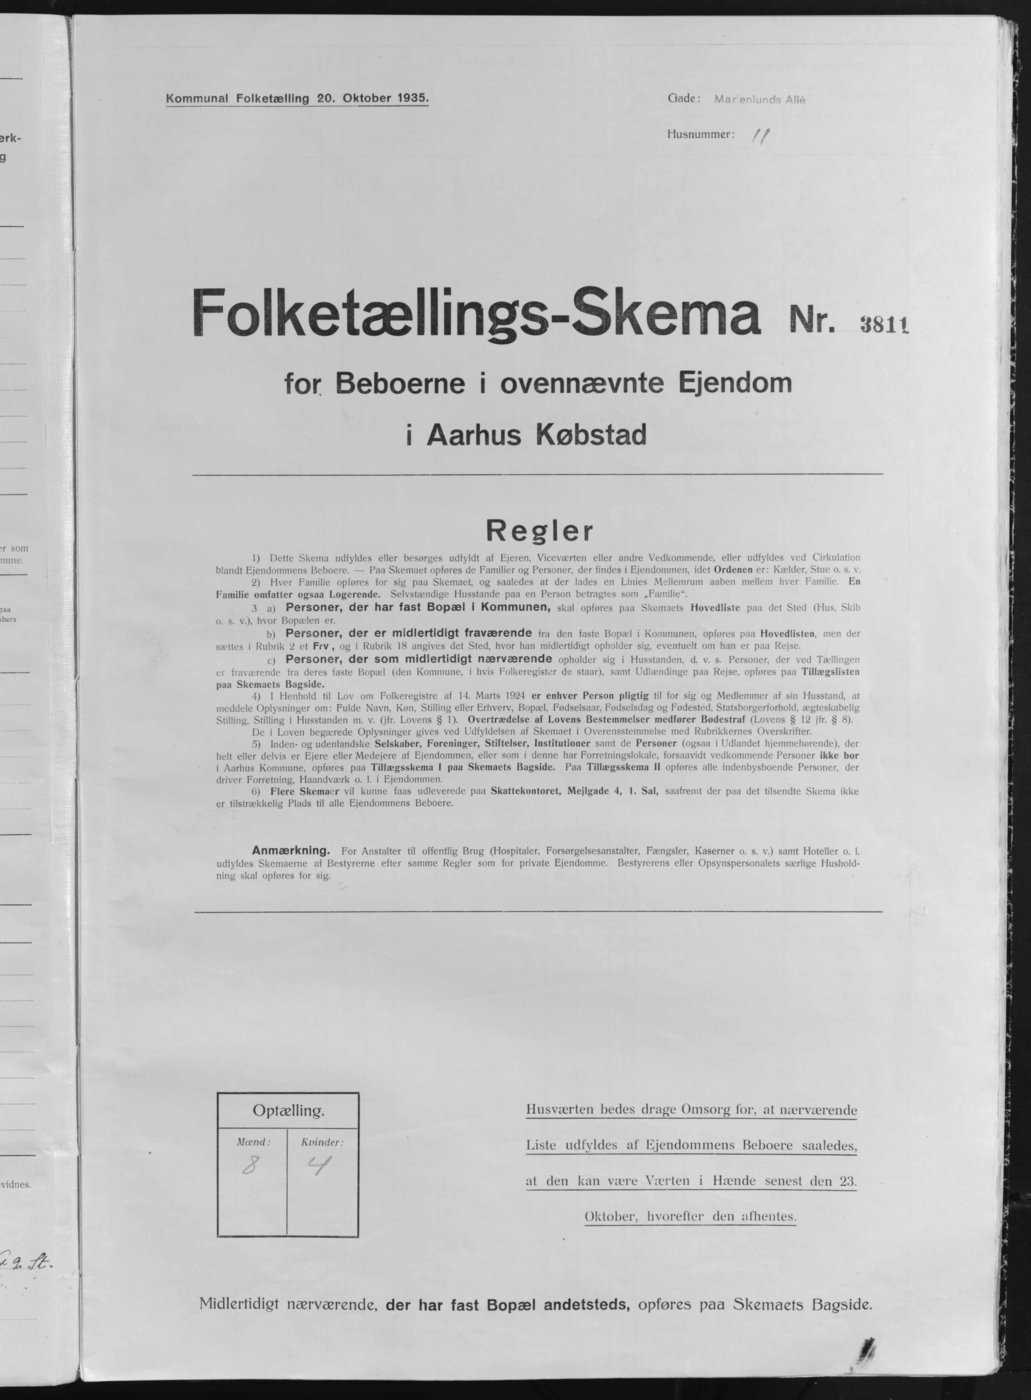 Kommunal Folketælling 20. Oktober 1935.
Gade: Marienlunds Allé
Husnummer: 11
Folketællings-Skema Nr. 3811
for Beboerne i ovennævnte Ejendom
i Aarhus Købstad
Regler
1) Dette Skema udfyldes eller besørges udfyldt af Ejeren, Viceværten eller andre Vedkommende, eller udfyldes ved Cirkulation
blandt Ejendommens Beboere. — Paa Skemaet opføres de Familier og Personer, der findes i Ejendommen, idet Ordenen er: Kælder, Stue o. s. v.
2) Hver Familie opføres for sig paa Skemaet, og saaledes at der lades en Linies Mellemrum aaben mellem hver Familie. En
Familie omfatter ogsaa Logerende. Selvstændige Husstande paa en Person betragtes som „Familie“.
3 a) Personer, der har fast Bopæl i Kommunen, skal opføres paa Skemaets Hovedliste paa det Sted (Hus, Skib
o. s. v.), hvor Bopælen er.
b) Personer, der er midlertidigt fraværende fra den faste Bopæl i Kommunen, opføres paa Hovedlisten, men der
sættes i Rubrik 2 et Frv., og i Rubrik 18 angives det Sted, hvor han midlertidigt opholder sig, eventuelt om han er paa Rejse.
c) Personer, der som midlertidigt nærværende opholder sig i Husstanden, d. v. s. Personer, der ved Tællingen
er fraværende fra deres faste Bopæl (den Kommune, i hvis Folkeregister de staar), samt Udlændinge paa Rejse, opføres paa Tillægslisten
paa Skemaets Bagside.
4) I Henhold til Lov om Folkeregistre af 14. Marts 1924 er enhver Person pligtig til for sig og Medlemmer af sin Husstand, at
meddele Oplysninger om: Fulde Navn, Køn, Stilling eller Erhverv, Bopæl, Fødselsaar, Fødselsdag og Fødested, Statsborgerforhold, ægteskabelig
Stilling, Stilling i Husstanden m. v. (jfr. Lovens § 1). Overtrædelse af Lovens Bestemmelser medfører Bødestraf (Lovens § 12 jfr. § 8).
De i Loven begærede Oplysninger gives ved Udfyldelsen af Skemaet i Overensstemmelse med Rubrikkernes Overskrifter.
5) Inden- og udenlandske Selskaber, Foreninger, Stiftelser, Institutioner samt de Personer (ogsaa i Udlandet hjemmehørende), der
helt eller delvis er Ejere eller Medejere af Ejendommen, eller som i denne har Forretningslokale, forsaavidt vedkommende Personer ikke bor
i Aarhus Kommune, opføres paa Tillægsskema I paa Skemaets Bagside. Paa Tillægsskema II opføres alle indenbysboende Personer, der
driver Forretning, Haandværk o. l. i Ejendommen.
6) Flere Skemaer vil kunne faas udleverede paa Skattekontoret, Mejlgade 4, 1. Sal, saafremt der paa det tilsendte Skema ikke
er tilstrækkelig Plads til alle Ejendommens Beboere.
Anmærkning. For Anstalter til offentlig Brug (Hospitaler, Forsørgelsesanstalter, Fængsler, Kaserner o. s. v.) samt Hoteller o. l.
udfyldes Skemaerne af Bestyrerne efter samme Regler som for private Ejendomme. Bestyrerens eller Opsynspersonalets særlige Hushold-
ning skal opføres for sig.
Optælling.
Mænd: Kvinder:
8 4
Husværten bedes drage Omsorg for, at nærværende
Liste udfyldes af Ejendommens Beboere saaledes,
at den kan være Værten i Hænde senest den 23.
Oktober, hvorefter den afhentes.
Midlertidigt nærværende, der har fast Bopæl andetsteds, opføres paa Skemaets Bagside.